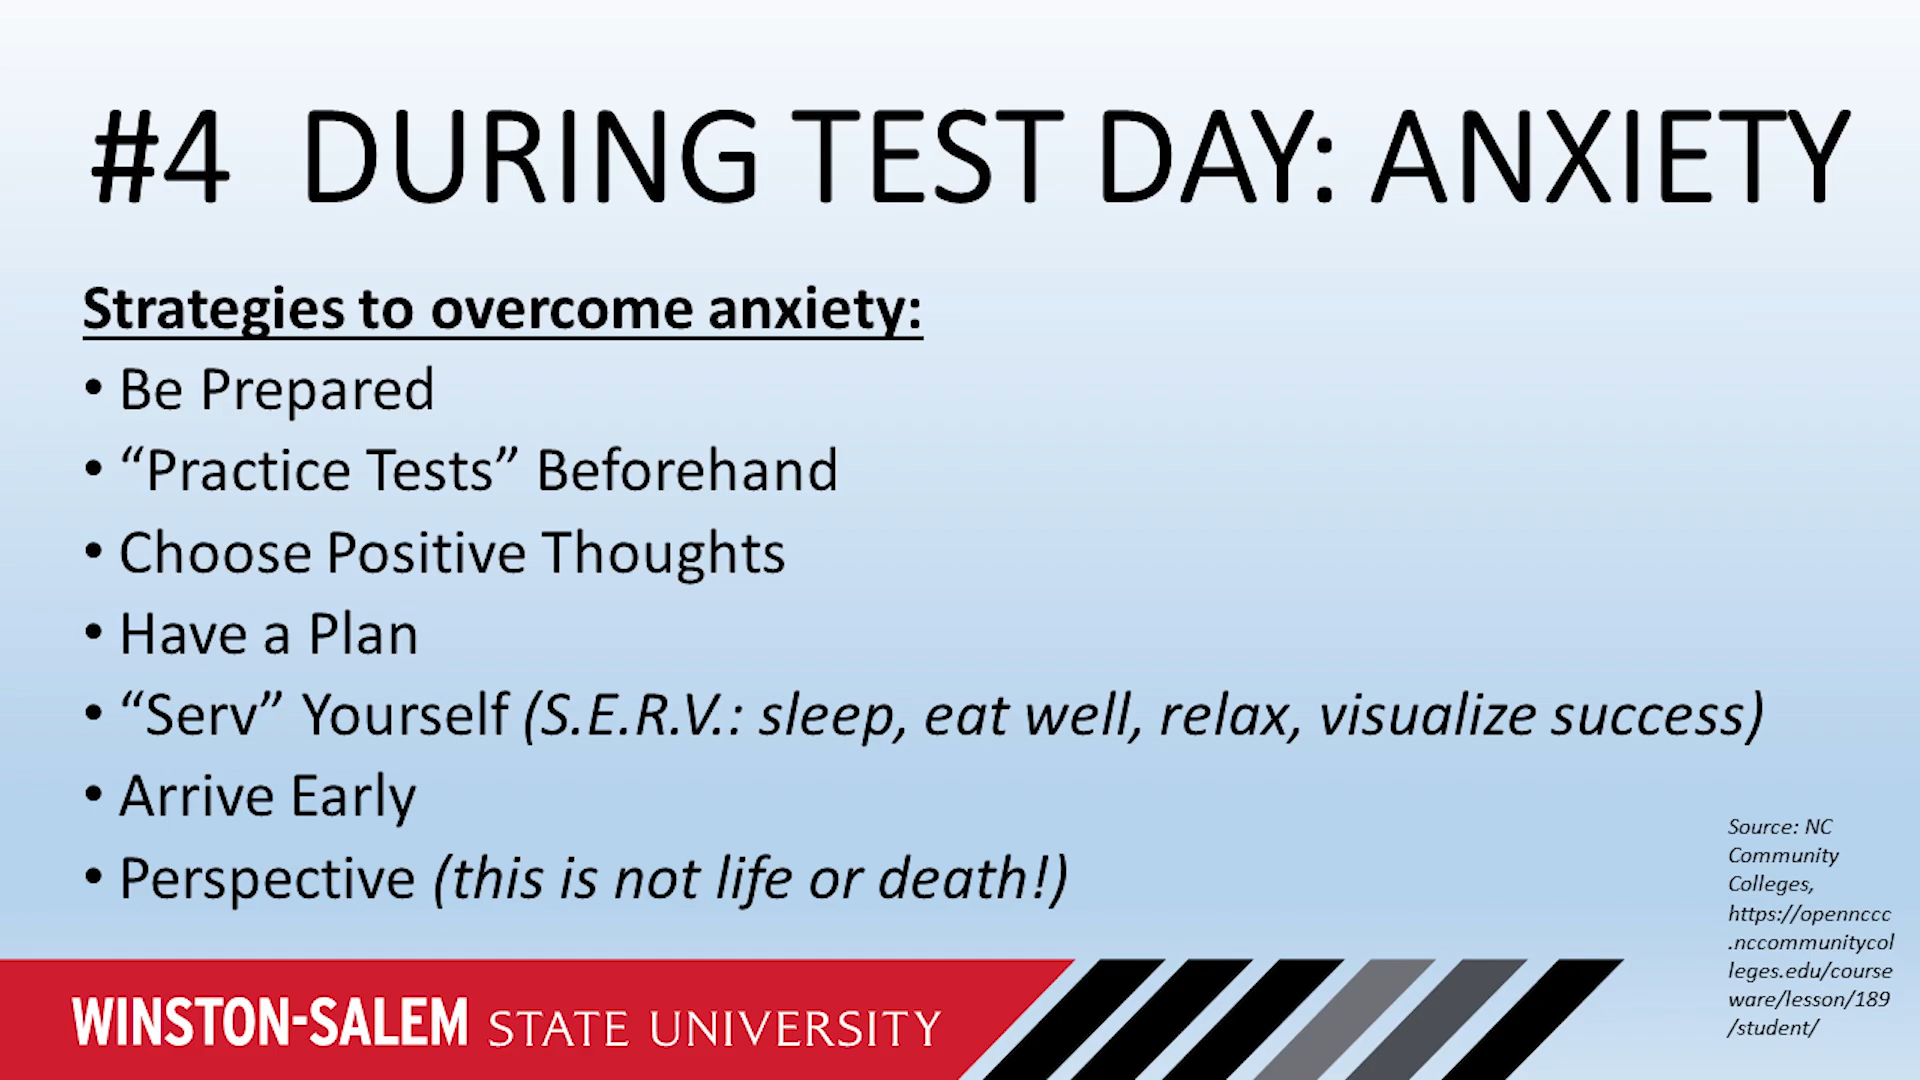 #4  DURING TEST DAY: ANXIETY
Strategies to overcome anxiety:
• Be Prepared
• “Practice Tests” Beforehand
• Choose Positive Thoughts
• Have a Plan
• “Serv” Yourself (S.E.R.V.: sleep, eat well, relax, visualize success)
• Arrive Early
• Perspective (this is not life or death!)
Source: NC
Community
Colleges,
https://opennccc
.nccommunitycol
leges.edu/course
ware/lesson/189
/student/
WINSTON-SALEM STATE UNIVERSITY